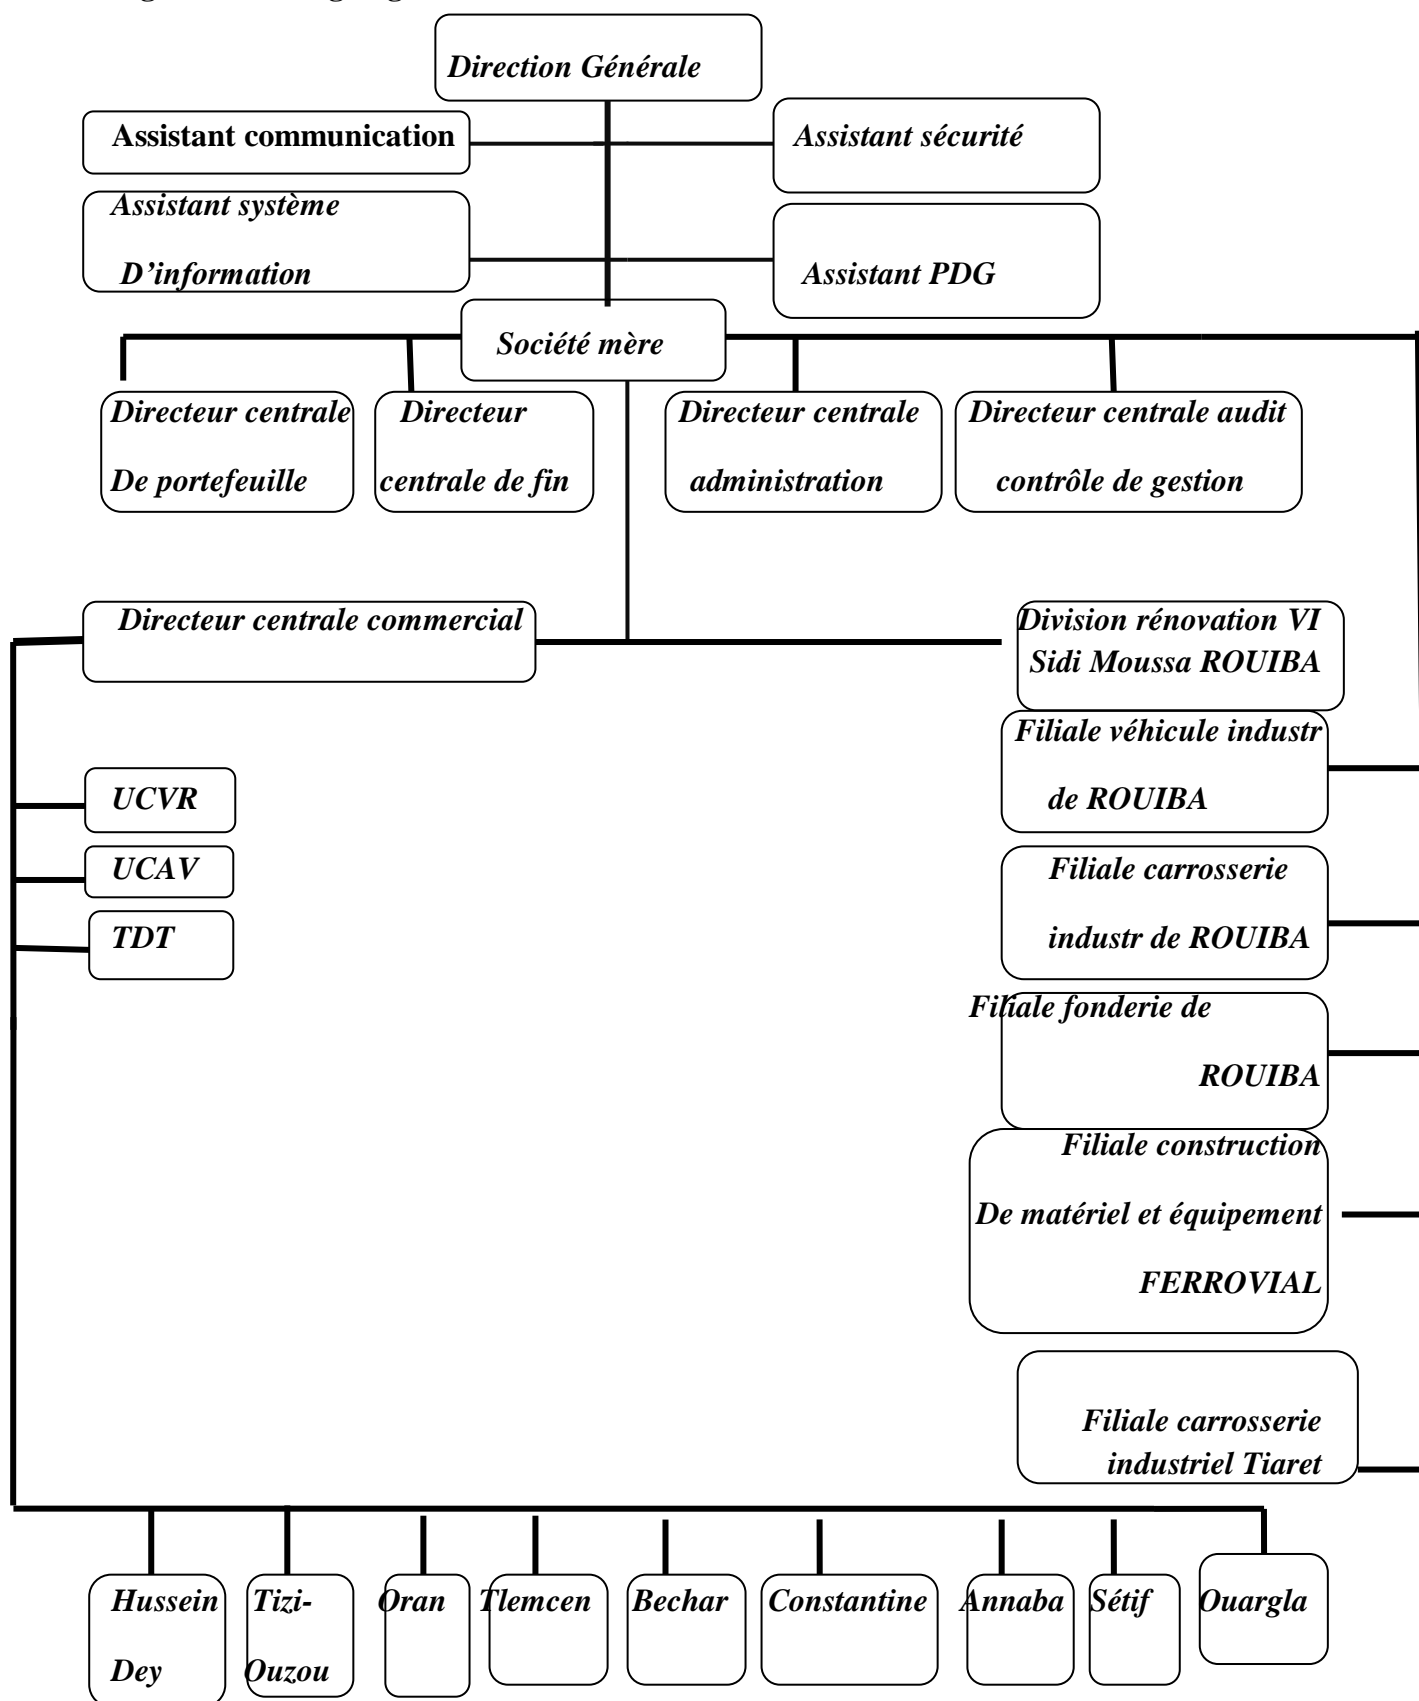 Direction Générale
Assistant communication
Assistant sécurité
Assistant système
D’information
Assistant PDG
Société mère
Directeur centrale
De portefeuille
Directeur
centrale de fin
Directeur centrale
administration
Directeur centrale audit
contrôle de gestion
Directeur centrale commercial
Division rénovation VI
Sidi Moussa ROUIBA
Filiale véhicule industr
de ROUIBA
UCVR
UCAV
TDT
Filiale carrosserie
industr de ROUIBA
Filiale fonderie de
ROUIBA
Filiale construction
De matériel et équipement
FERROVIAL
Filiale carrosserie
industriel Tiaret
Hussein
Dey
Tizi-
Ouzou
Oran
Tlemcen
Bechar
Constantine
Annaba
Sétif
Ouargla